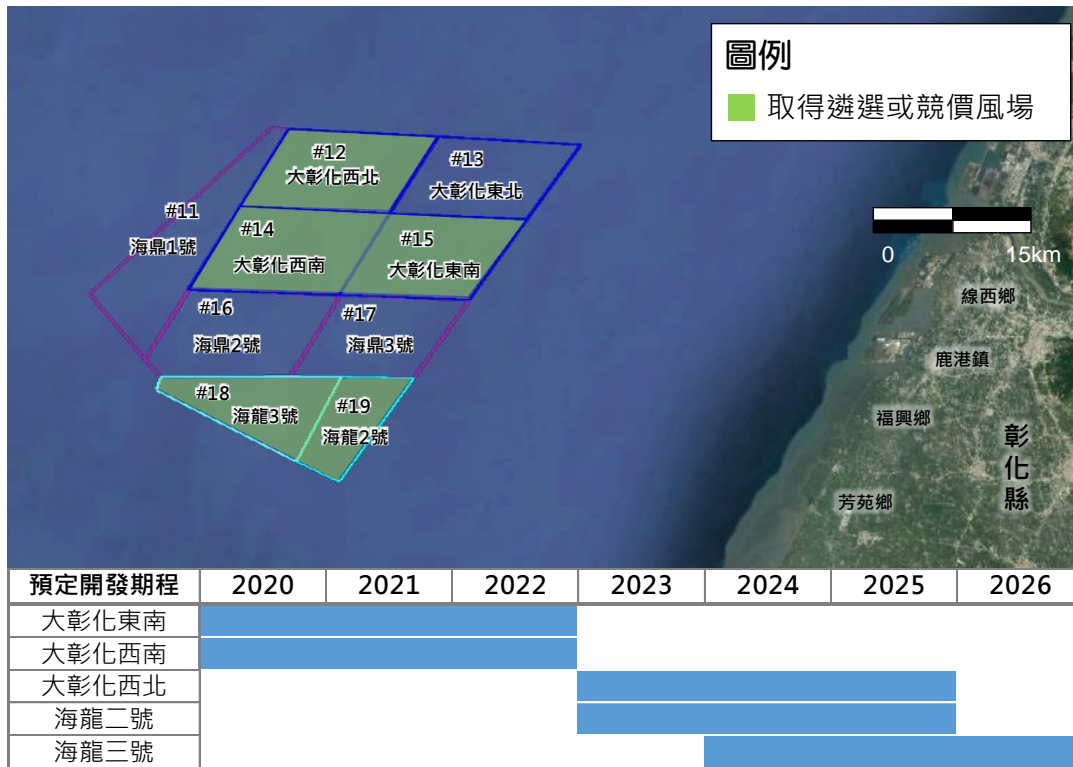 圖例
取得遴選或競價風場
#12
大彰化西北
#13
大彰化東北
#11
海鼎1號
#14
大彰化西南
#15
大彰化東南
0 15km
線西鄉
#16
海鼎2號
#17
海鼎3號
鹿港鎮
#18
海龍3號
#19
海龍2號
福興鄉
彰化縣
芳苑鄉
預定開發期程 2020 2021 2022 2023 2024 2025 2026
大彰化東南
大彰化西南
大彰化西北
海龍二號
海龍三號